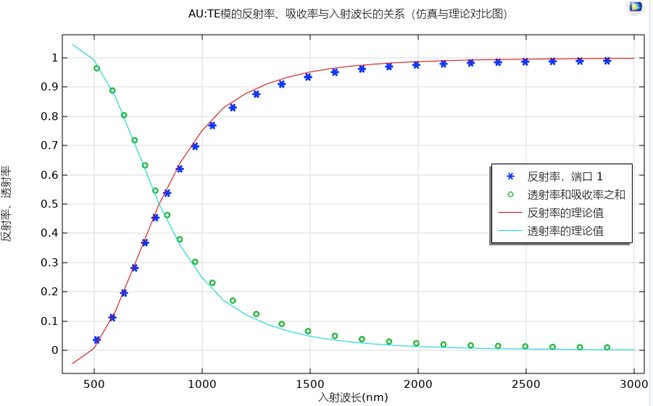 AU:TE模的反射率、吸收率与入射波长的关系（仿真与理论对比图）
1
0.9
0.8
0.7
0.6
0.5
0.4
0.3
0.2
0.1
0
反射率、透射率
反射率，端口 1
透射率和吸收率之和
反射率的理论值
透射率的理论值
500 1000 1500 2000 2500 3000
入射波长(nm)